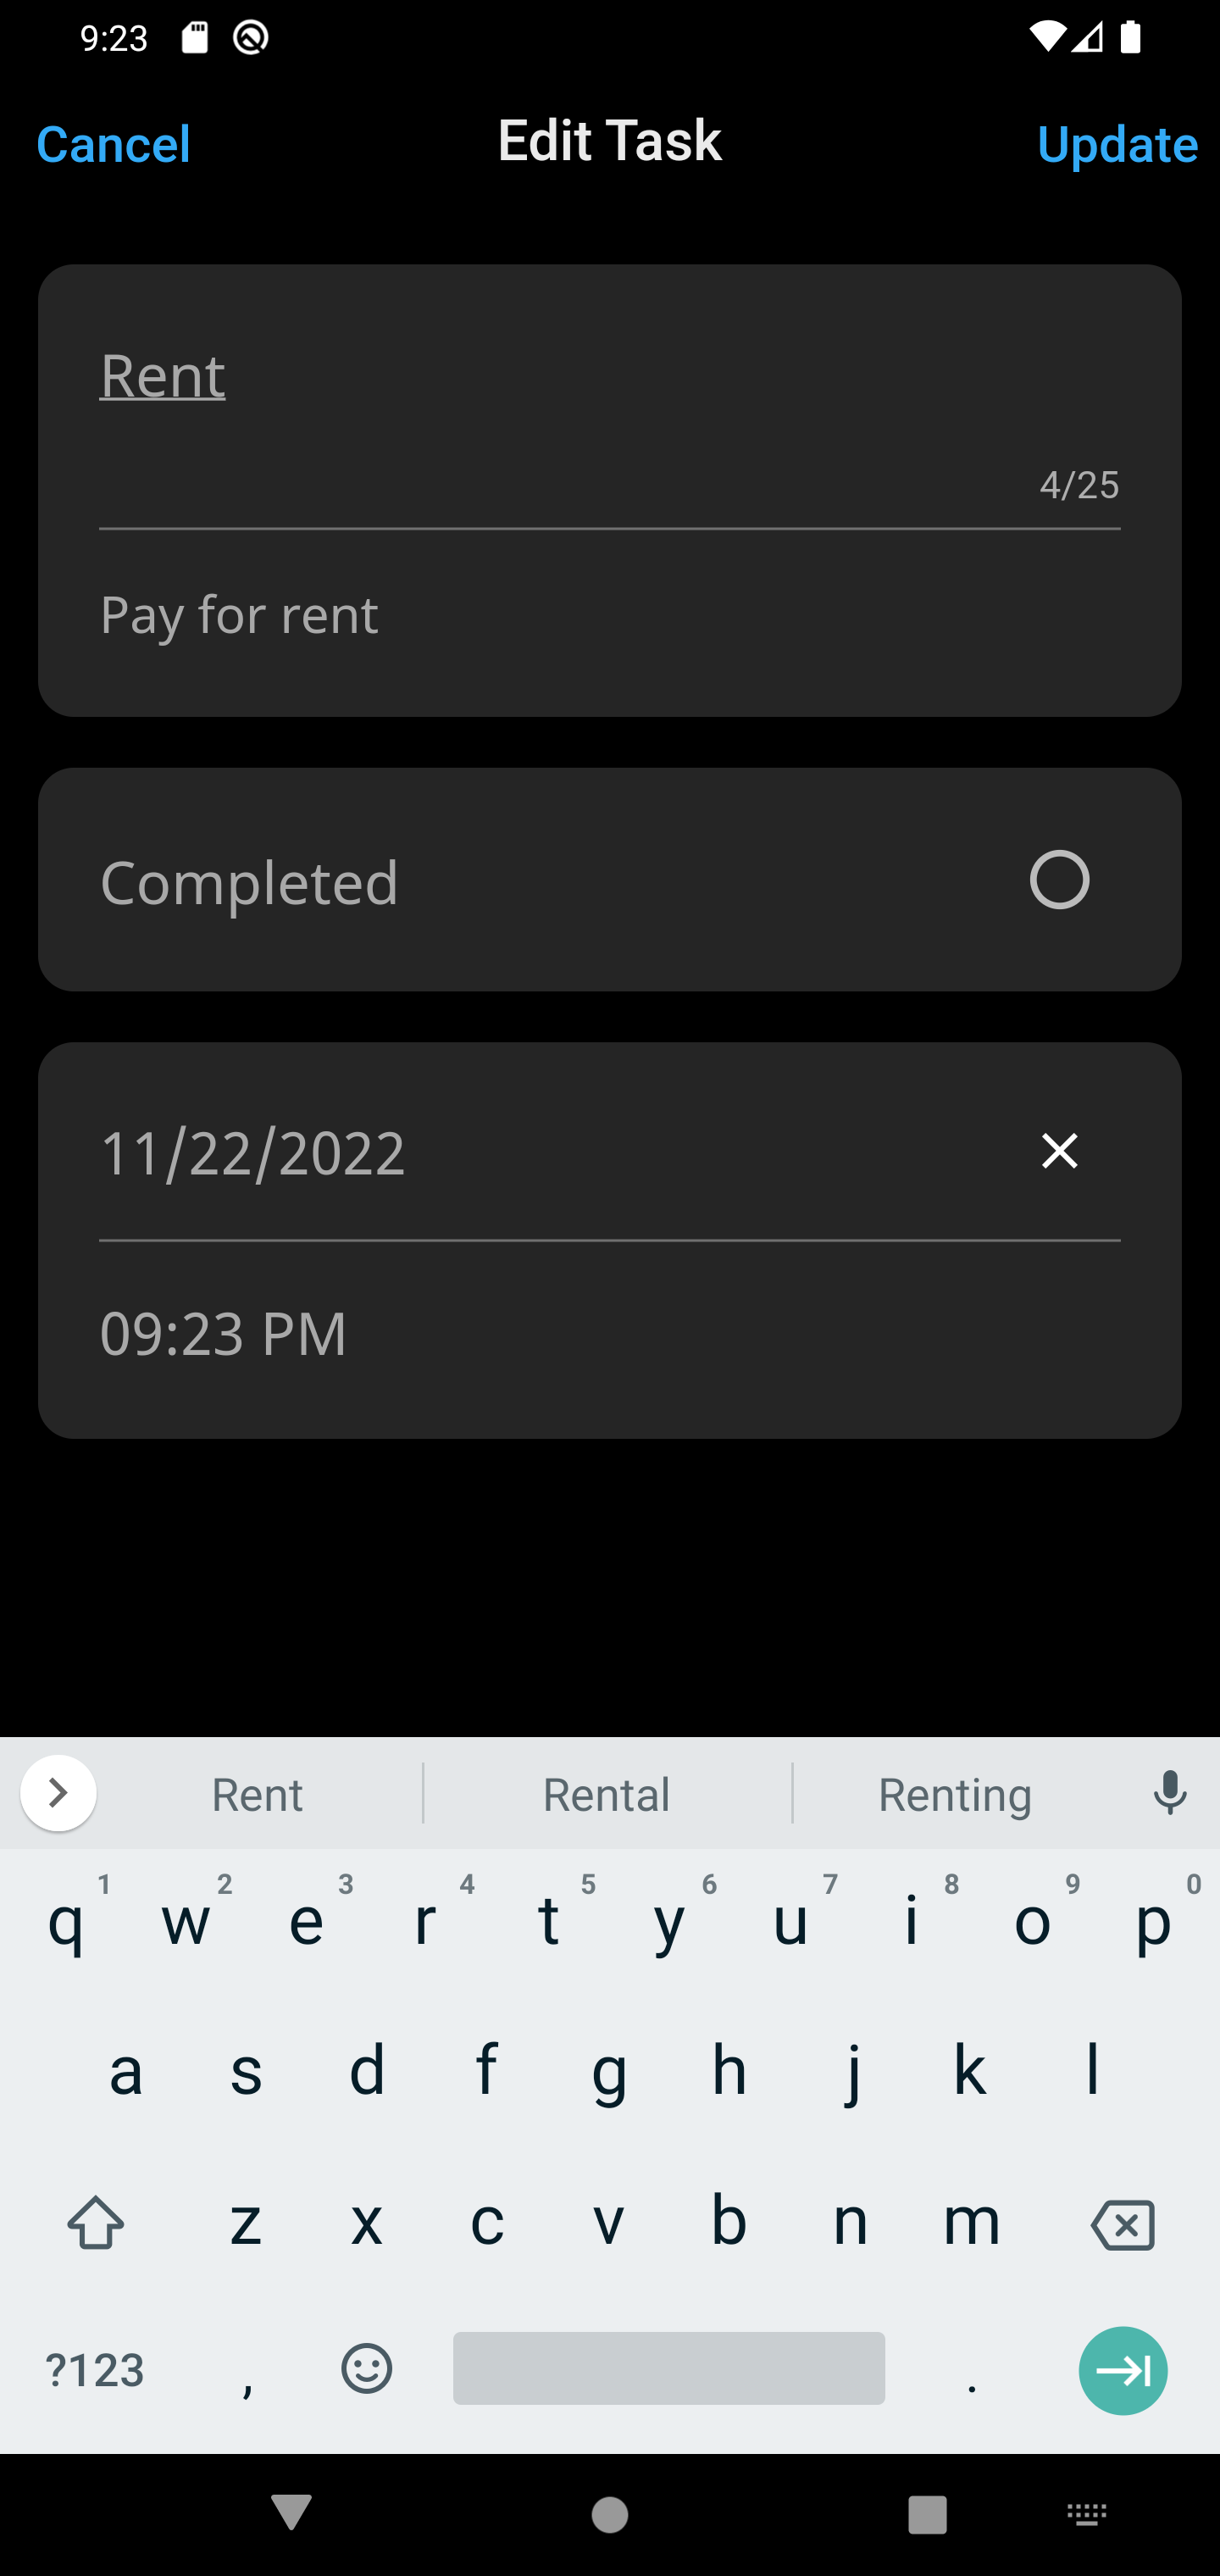 9:23
Cancel Edit Task Update
Rent
4/25
Pay for rent
Completed
11/22/2022
09:23 PM
Rent Rental Renting
1 2 3 4 5 6 7 8 9 0
q w e r t y u i o p
a s d f g h j k l
z x c v b n m
?123 , .